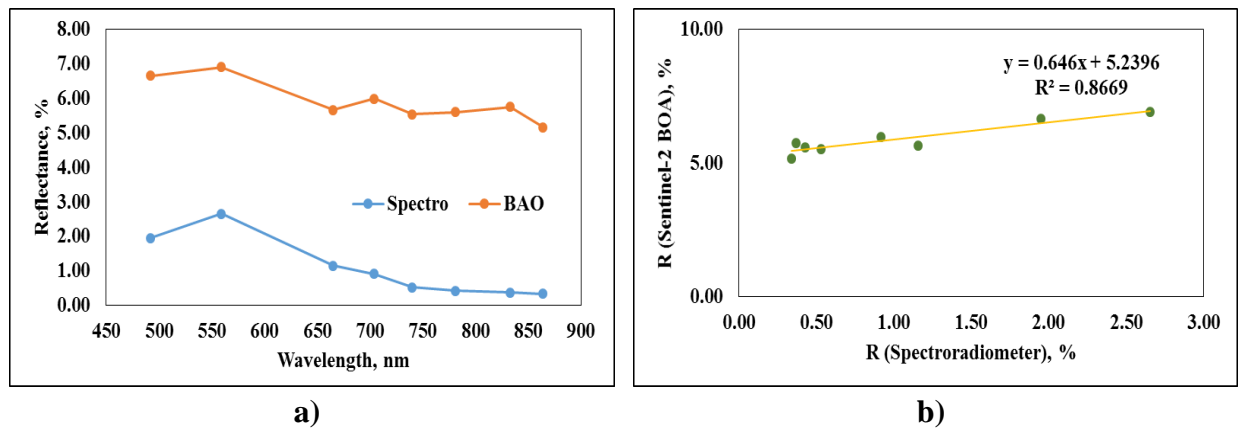 8.00
7.00
6.00
5.00
4.00
3.00
2.00
1.00
0.00
Reflectance, %
Spectro BAO
450 500 550 600 650 700 750 800 850 900
Wavelength, nm
a)
10.00
5.00
0.00
R (Sentinel-2 BOA), %
y = 0.646x + 5.2396
R² = 0.8669
0.00 0.50 1.00 1.50 2.00 2.50 3.00
R (Spectroradiometer), %
b)